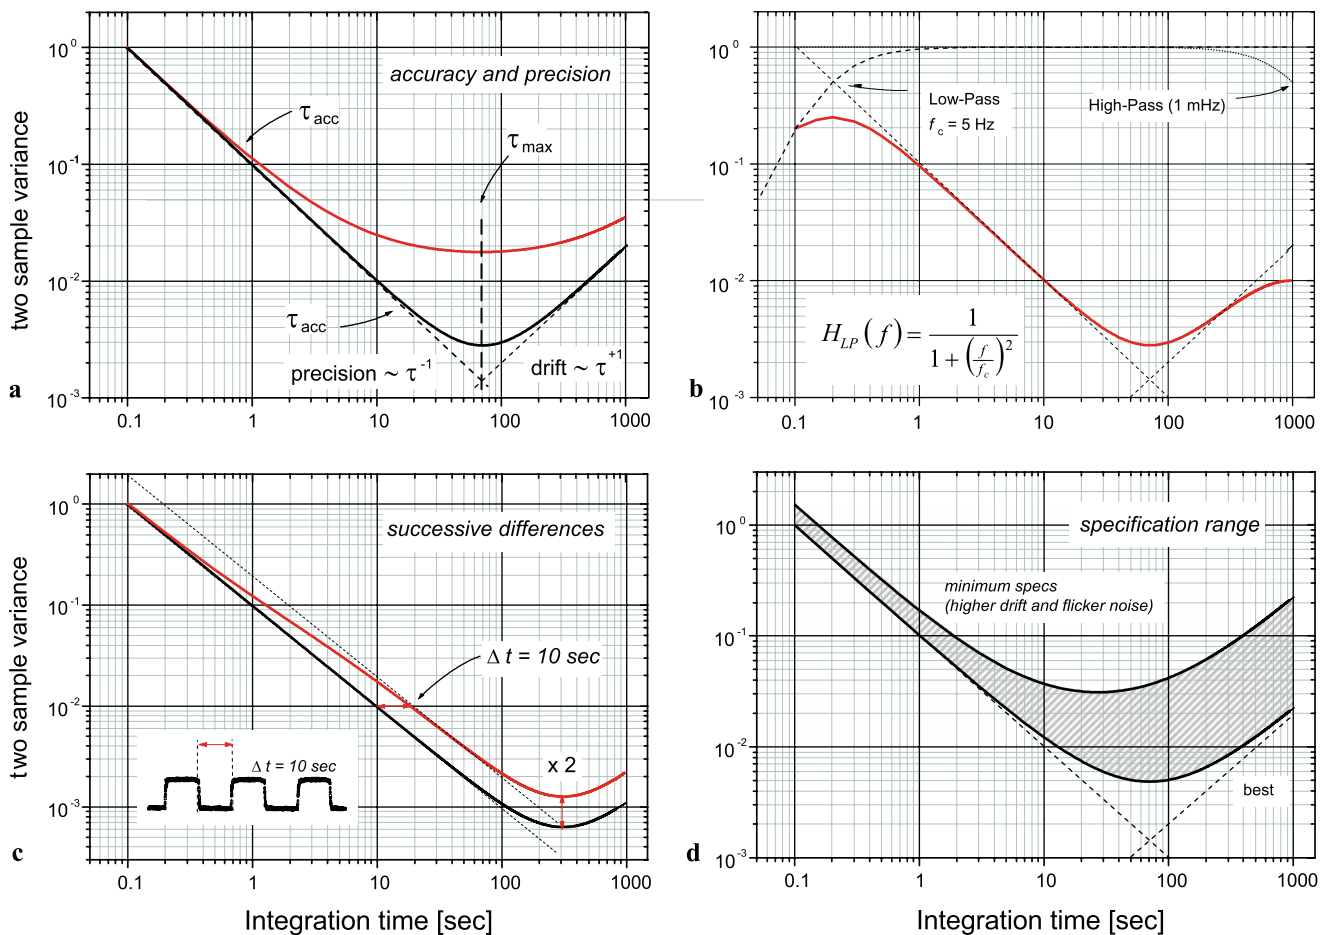 two sample variance
10⁰
10⁻¹
10⁻²
10⁻³
accuracy and precision
τacc
τmax
τacc
precision ~ τ⁻¹
drift ~ τ⁺¹
a
0.1 1 10 100 1000
10⁰
10⁻¹
10⁻²
10⁻³
Low-Pass
f c = 5 Hz
High-Pass (1 mHz)
H_LP(f) = 1 / (1 + (f/f_c)²)
b
0.1 1 10 100 1000
two sample variance
10⁰
10⁻¹
10⁻²
10⁻³
successive differences
Δ t = 10 sec
x 2
Δ t = 10 sec
c
0.1 1 10 100 1000
Integration time [sec]
10⁰
10⁻¹
10⁻²
10⁻³
specification range
minimum specs
(higher drift and flicker noise)
best
d
0.1 1 10 100 1000
Integration time [sec]